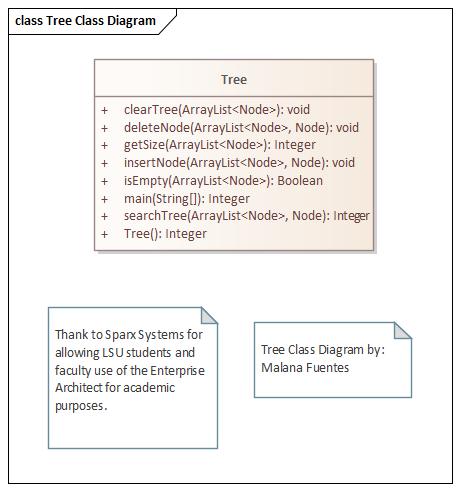 class Tree Class Diagram
Tree
+ clearTree(ArrayList<Node>): void
+ deleteNode(ArrayList<Node>, Node): void
+ getSize(ArrayList<Node>): Integer
+ insertNode(ArrayList<Node>, Node): void
+ isEmpty(ArrayList<Node>): Boolean
+ main(String[]): Integer
+ searchTree(ArrayList<Node>, Node): Integer
+ Tree(): Integer
Thank to Sparx Systems for
allowing LSU students and
faculty use of the Enterprise
Architect for academic
purposes.
Tree Class Diagram by:
Malana Fuentes